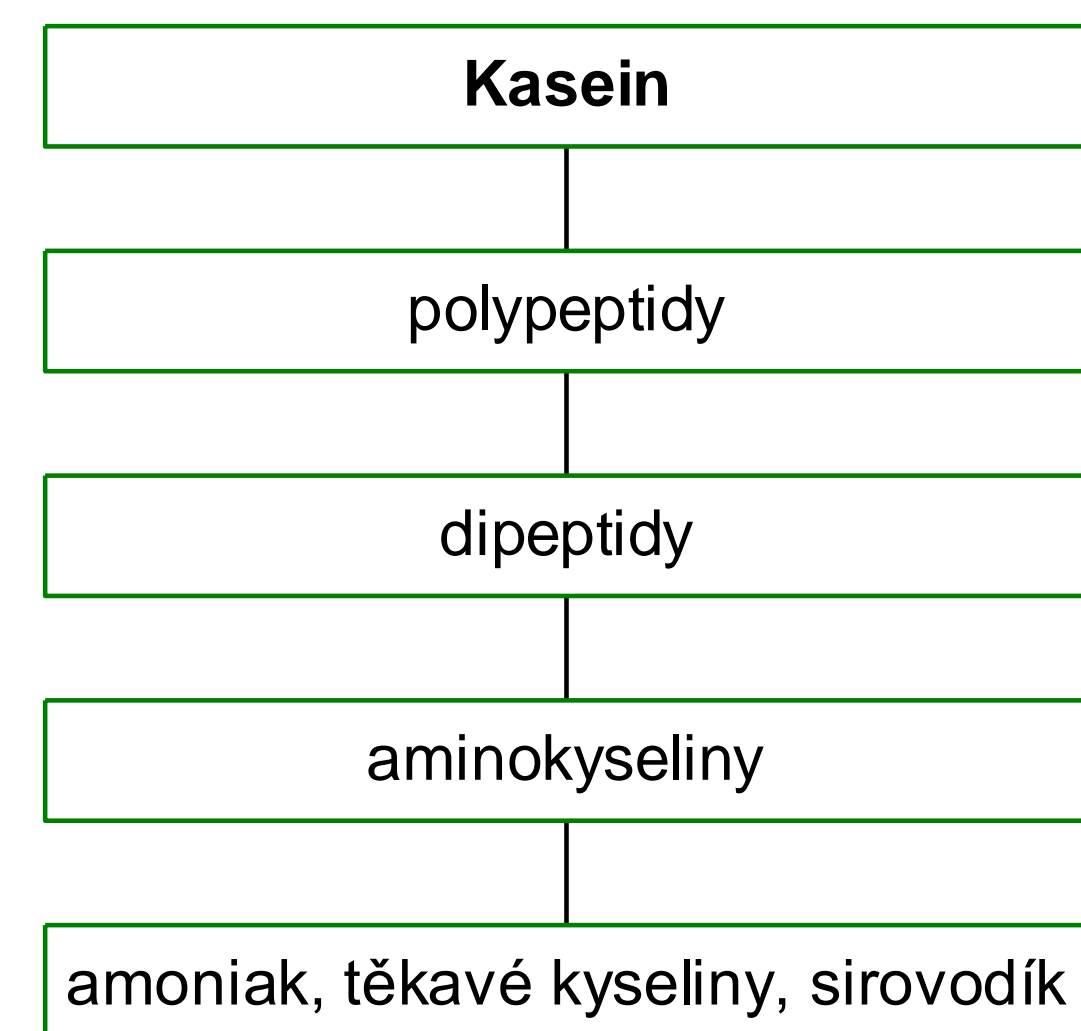 Kasein
polypeptidy
dipeptidy
aminokyseliny
amoniak, těkavé kyseliny, sirovodík